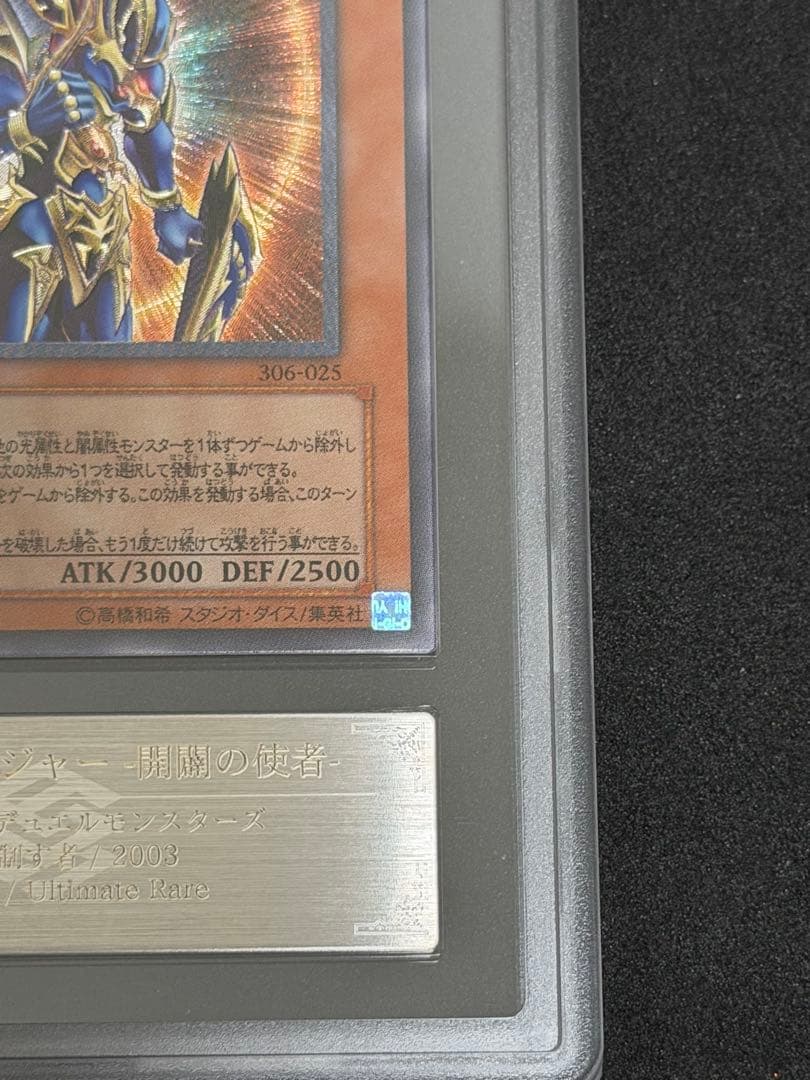 306-025
の光属性と闇属性モンスターを1体ずつゲームから除外し
次の効果から1つを選択して発動する事ができる。
をゲームから除外する。この効果を発動する場合、このターン
を破壊した場合、もう1度だけ続けて攻撃を行う事ができる。
ATK/3000 DEF/2500
©高橋和希 スタジオ・ダイス/集英社
ジャー -開闢の使者-
デュエルモンスターズ
制す者 / 2003
/ Ultimate Rare